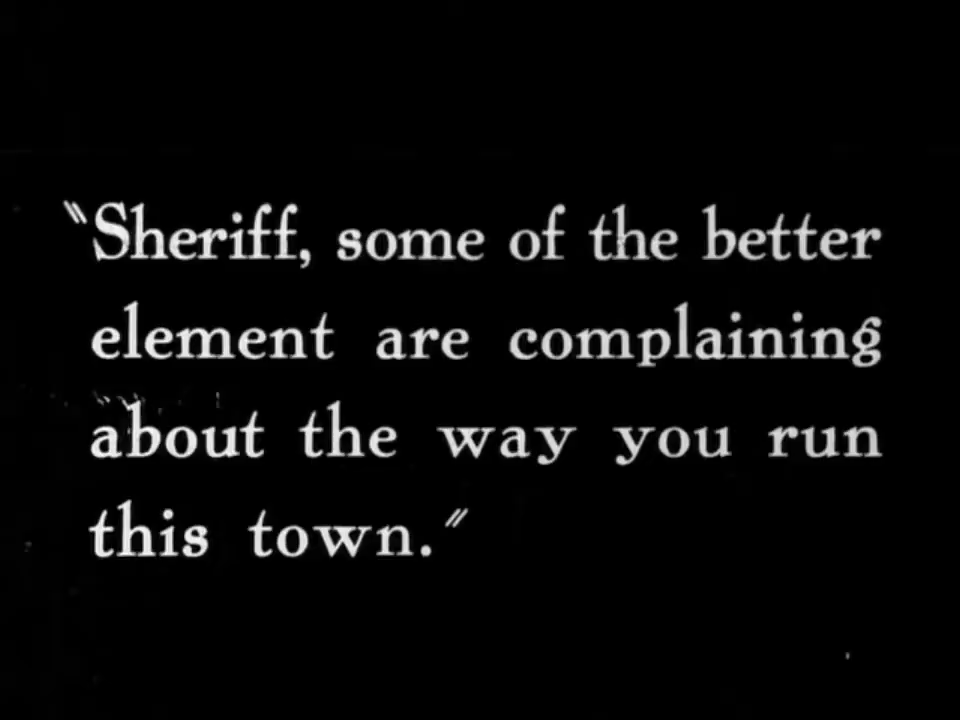 "Sheriff, some of the better
element are complaining
about the way you run
this town."